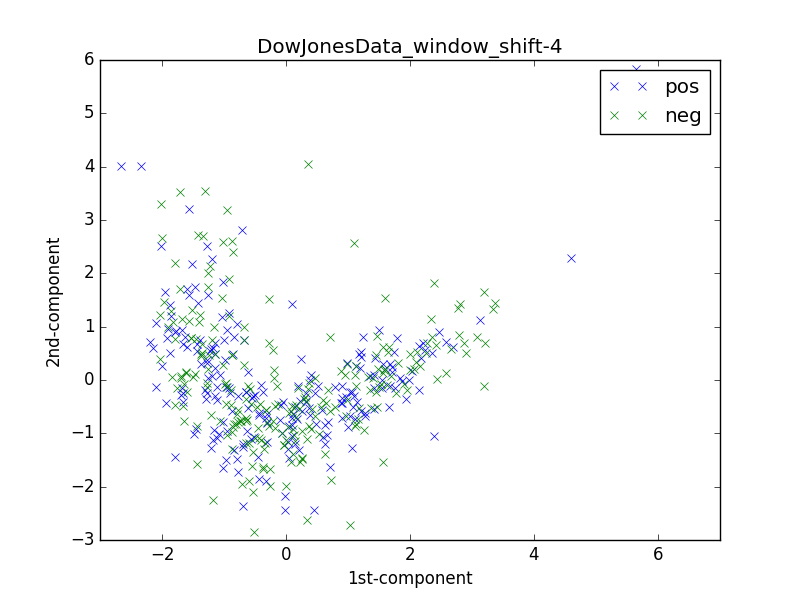 DowJonesData_window_shift-4
pos
neg
6
5
4
3
2
1
0
−1
−2
−3
2nd-component
−2 0 2 4 6
1st-component